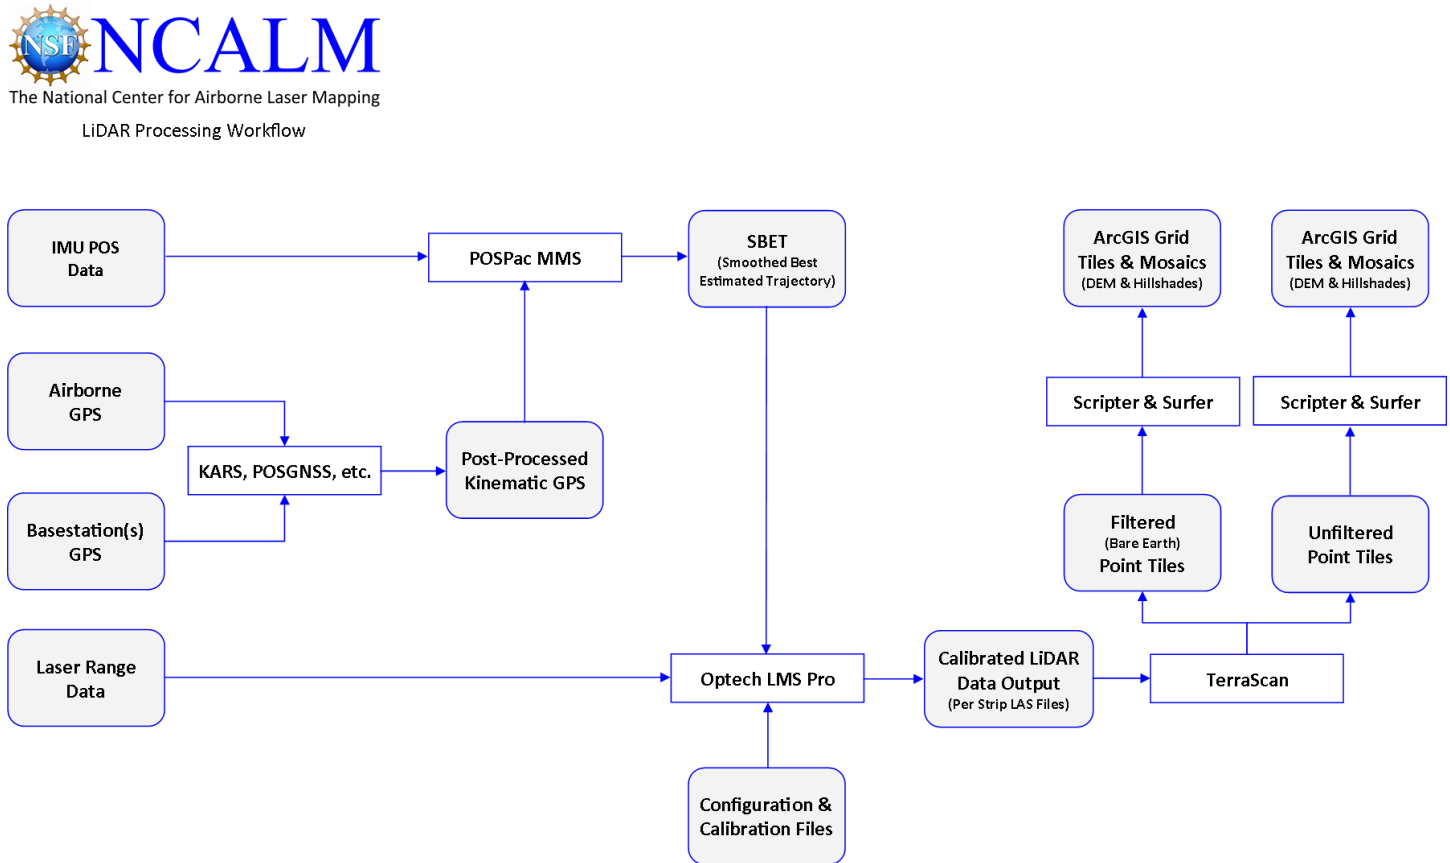 NSF
NCALM
The National Center for Airborne Laser Mapping
LiDAR Processing Workflow
IMU POS
Data
POSPac MMS
SBET
(Smoothed Best
Estimated Trajectory)
ArcGIS Grid
Tiles & Mosaics
(DEM & Hillshades)
ArcGIS Grid
Tiles & Mosaics
(DEM & Hillshades)
Airborne
GPS
Scripter & Surfer
Scripter & Surfer
KARS, POSGNSS, etc.
Post-Processed
Kinematic GPS
Basestation(s)
GPS
Filtered
(Bare Earth)
Point Tiles
Unfiltered
Point Tiles
Laser Range
Data
Optech LMS Pro
Calibrated LiDAR
Data Output
(Per Strip LAS Files)
TerraScan
Configuration &
Calibration Files